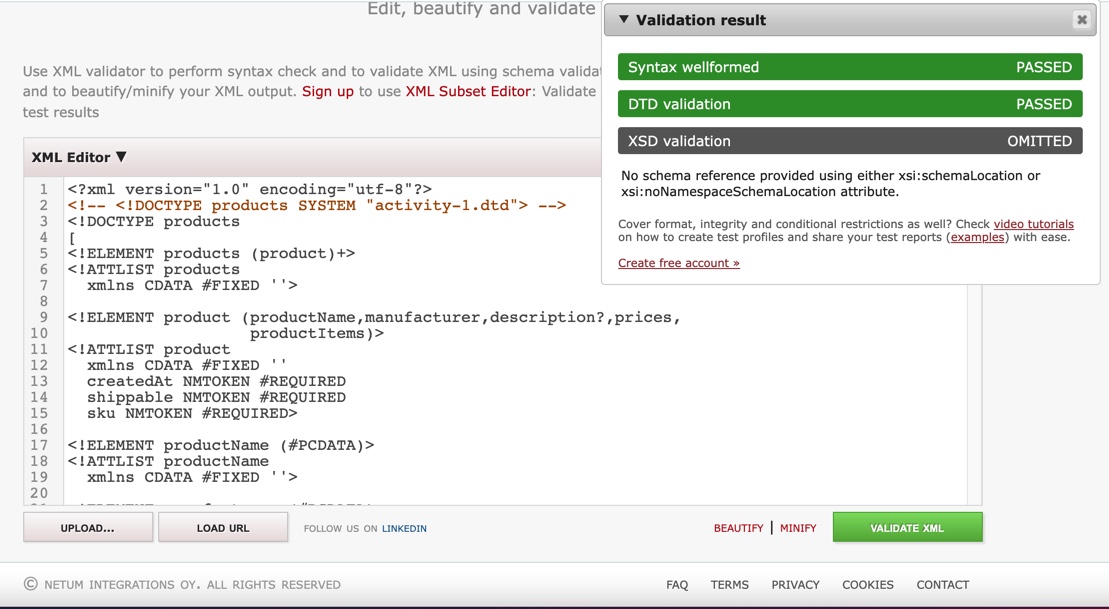 Edit, beautify and validate
Use XML validator to perform syntax check and to validate XML using schema valida
and to beautify/minify your XML output. Sign up to use XML Subset Editor: Validate
test results
▼ Validation result
Syntax wellformed PASSED
DTD validation PASSED
XSD validation OMITTED
No schema reference provided using either xsi:schemaLocation or
xsi:noNamespaceSchemaLocation attribute.
Cover format, integrity and conditional restrictions as well? Check video tutorials
on how to create test profiles and share your test reports (examples) with ease.
Create free account »
XML Editor ▼
1 <?xml version="1.0" encoding="utf-8"?>
2 <!-- <!DOCTYPE products SYSTEM "activity-1.dtd"> -->
3 <!DOCTYPE products
4 [
5 <!ELEMENT products (product)+>
6 <!ATTLIST products
7   xmlns CDATA #FIXED ''>
8
9 <!ELEMENT product (productName,manufacturer,description?,prices,
10                    productItems)>
11 <!ATTLIST product
12   xmlns CDATA #FIXED ''
13   createdAt NMTOKEN #REQUIRED
14   shippable NMTOKEN #REQUIRED
15   sku NMTOKEN #REQUIRED>
16
17 <!ELEMENT productName (#PCDATA)>
18 <!ATTLIST productName
19   xmlns CDATA #FIXED ''>
20
UPLOAD... LOAD URL FOLLOW US ON LINKEDIN BEAUTIFY | MINIFY VALIDATE XML
© NETUM INTEGRATIONS OY. ALL RIGHTS RESERVED FAQ TERMS PRIVACY COOKIES CONTACT